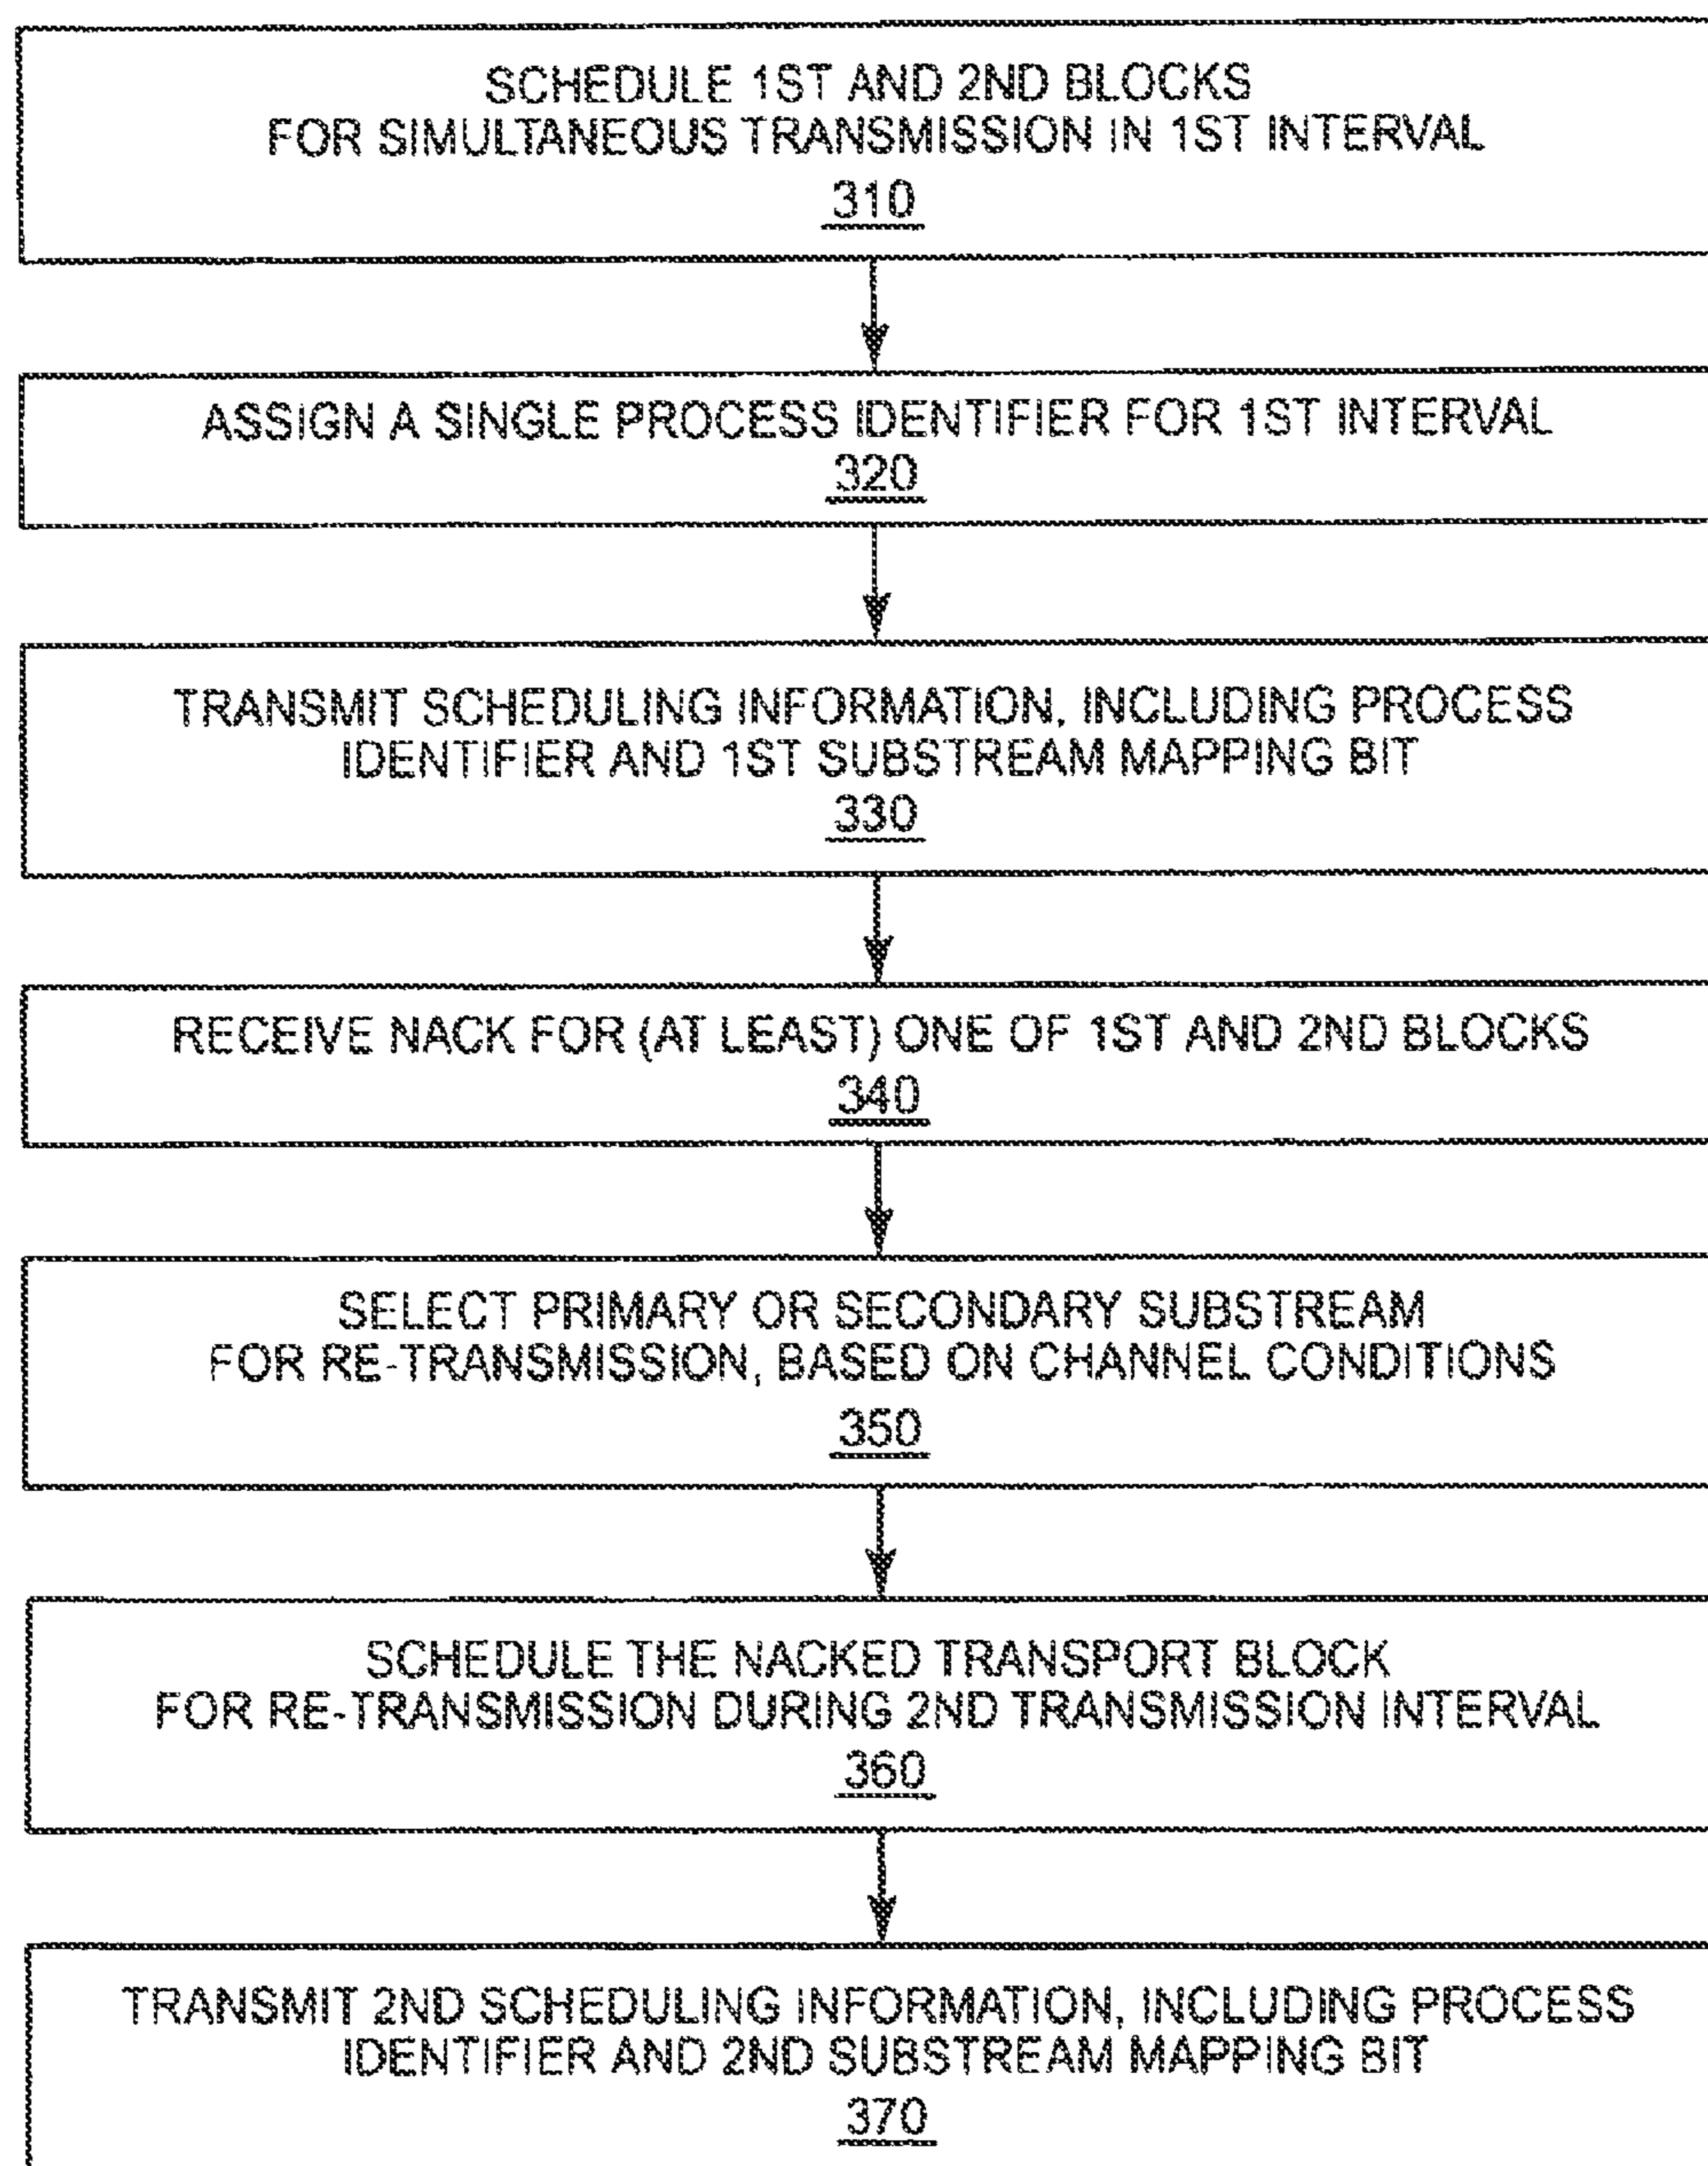 SCHEDULE 1ST AND 2ND BLOCKS
FOR SIMULTANEOUS TRANSMISSION IN 1ST INTERVAL
310
ASSIGN A SINGLE PROCESS IDENTIFIER FOR 1ST INTERVAL
320
TRANSMIT SCHEDULING INFORMATION, INCLUDING PROCESS
IDENTIFIER AND 1ST SUBSTREAM MAPPING BIT
330
RECEIVE NACK FOR (AT LEAST) ONE OF 1ST AND 2ND BLOCKS
340
SELECT PRIMARY OR SECONDARY SUBSTREAM
FOR RE-TRANSMISSION, BASED ON CHANNEL CONDITIONS
350
SCHEDULE THE NACKED TRANSPORT BLOCK
FOR RE-TRANSMISSION DURING 2ND TRANSMISSION INTERVAL
360
TRANSMIT 2ND SCHEDULING INFORMATION, INCLUDING PROCESS
IDENTIFIER AND 2ND SUBSTREAM MAPPING BIT
370